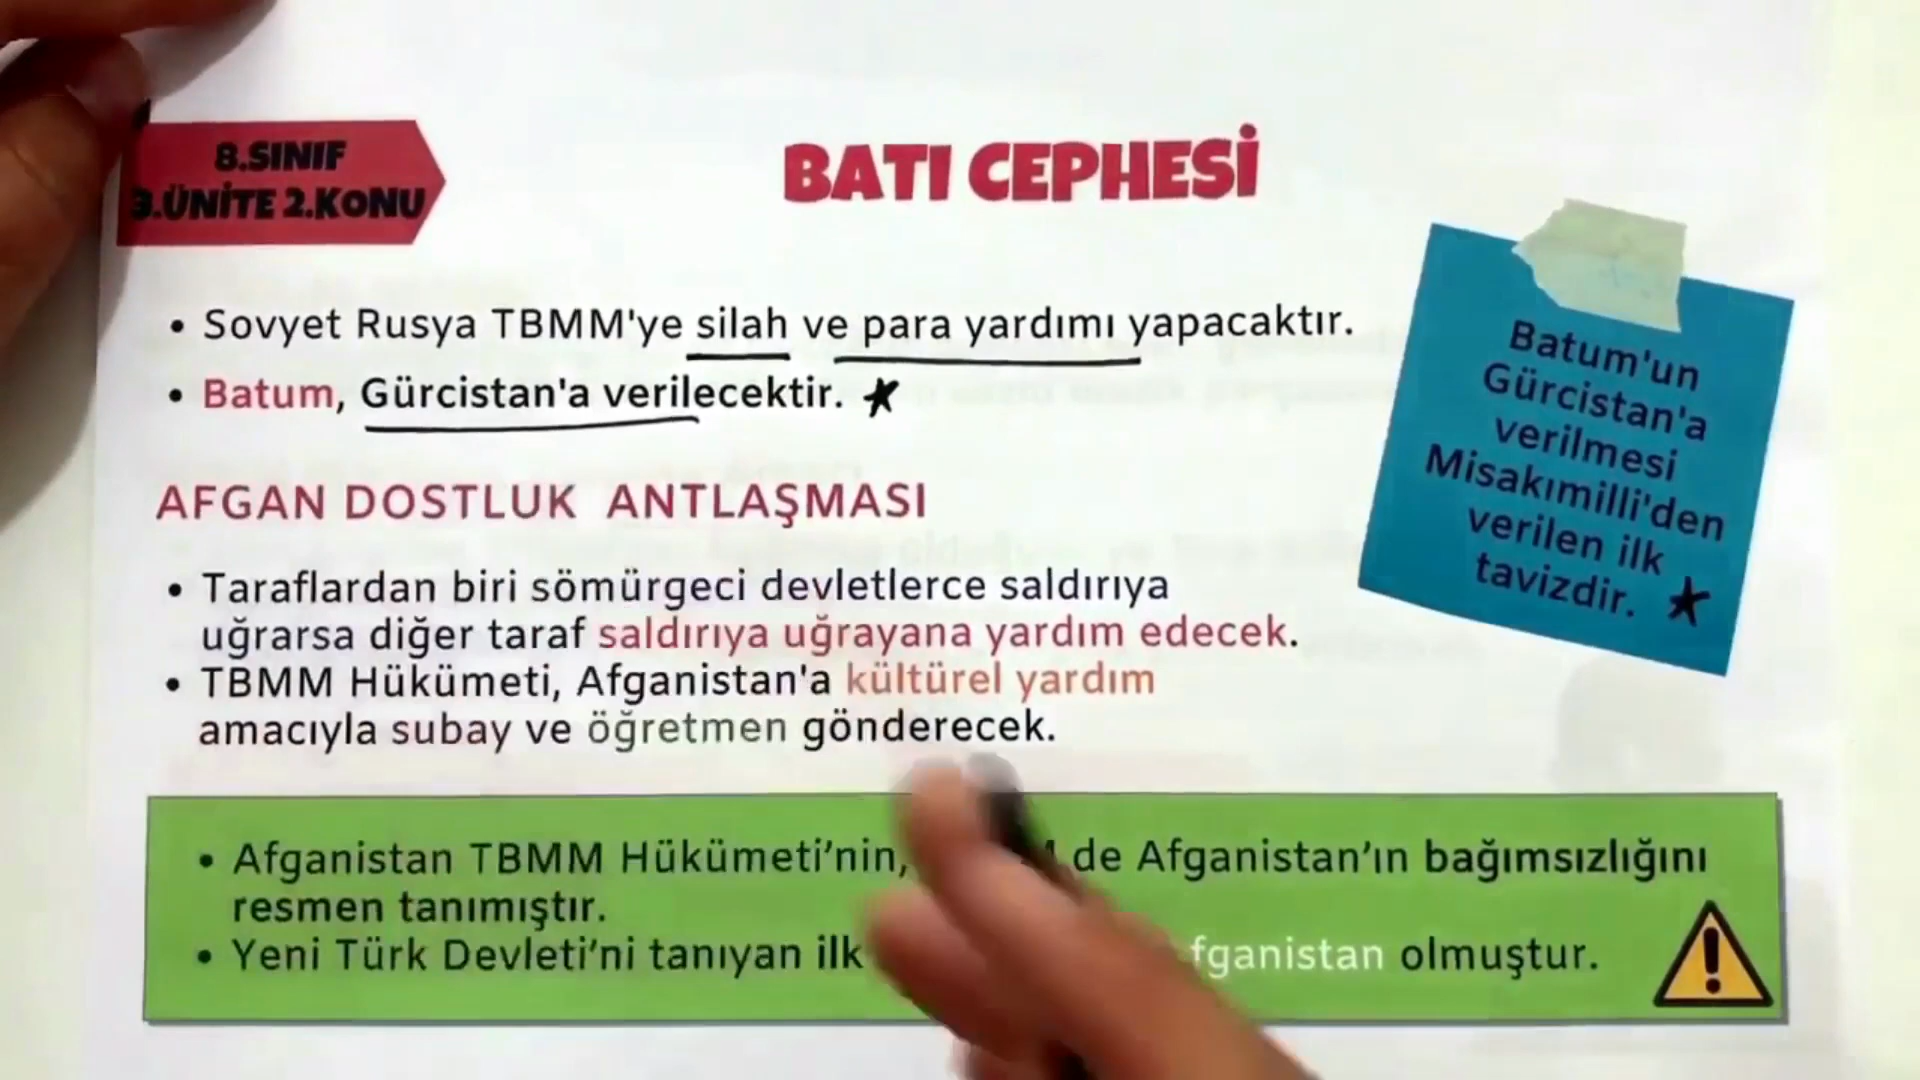 8.SINIF
3.ÜNİTE 2.KONU
BATI CEPHESİ
• Sovyet Rusya TBMM'ye silah ve para yardımı yapacaktır.
• Batum, Gürcistan'a verilecektir.
Batum'un
Gürcistan'a
verilmesi
Misakımilli'den
verilen ilk
tavizdir.
AFGAN DOSTLUK ANTLAŞMASI
• Taraflardan biri sömürgeci devletlerce saldırıya
uğrarsa diğer taraf saldırıya uğrayana yardım edecek.
• TBMM Hükümeti, Afganistan'a kültürel yardım
amacıyla subay ve öğretmen gönderecek.
• Afganistan TBMM Hükümeti’nin, de Afganistan’ın bağımsızlığını
resmen tanımıştır.
• Yeni Türk Devleti’ni tanıyan ilk fganistan olmuştur.